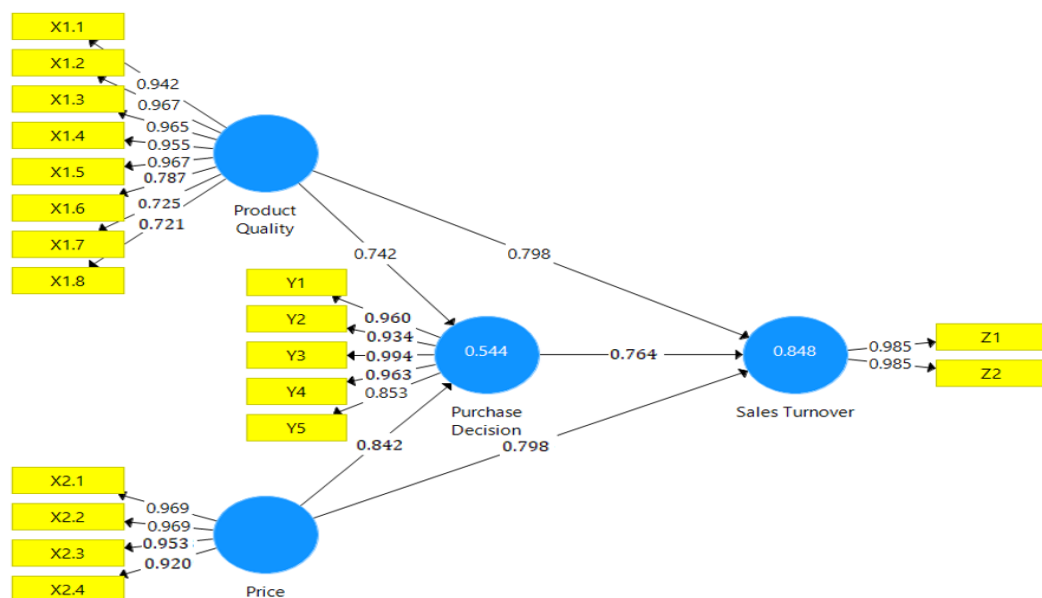 X1.1
X1.2
X1.3
X1.4
X1.5
X1.6
X1.7
X1.8
0.942
0.967
0.965
0.955
0.967
0.787
0.725
0.721
Product
Quality
0.742
0.798
Y1
Y2
Y3
Y4
Y5
0.960
0.934
0.994
0.963
0.853
0.544
Purchase
Decision
0.764
0.848
Sales Turnover
0.985
0.985
Z1
Z2
0.842
0.798
X2.1
X2.2
X2.3
X2.4
0.969
0.969
0.953
0.920
Price